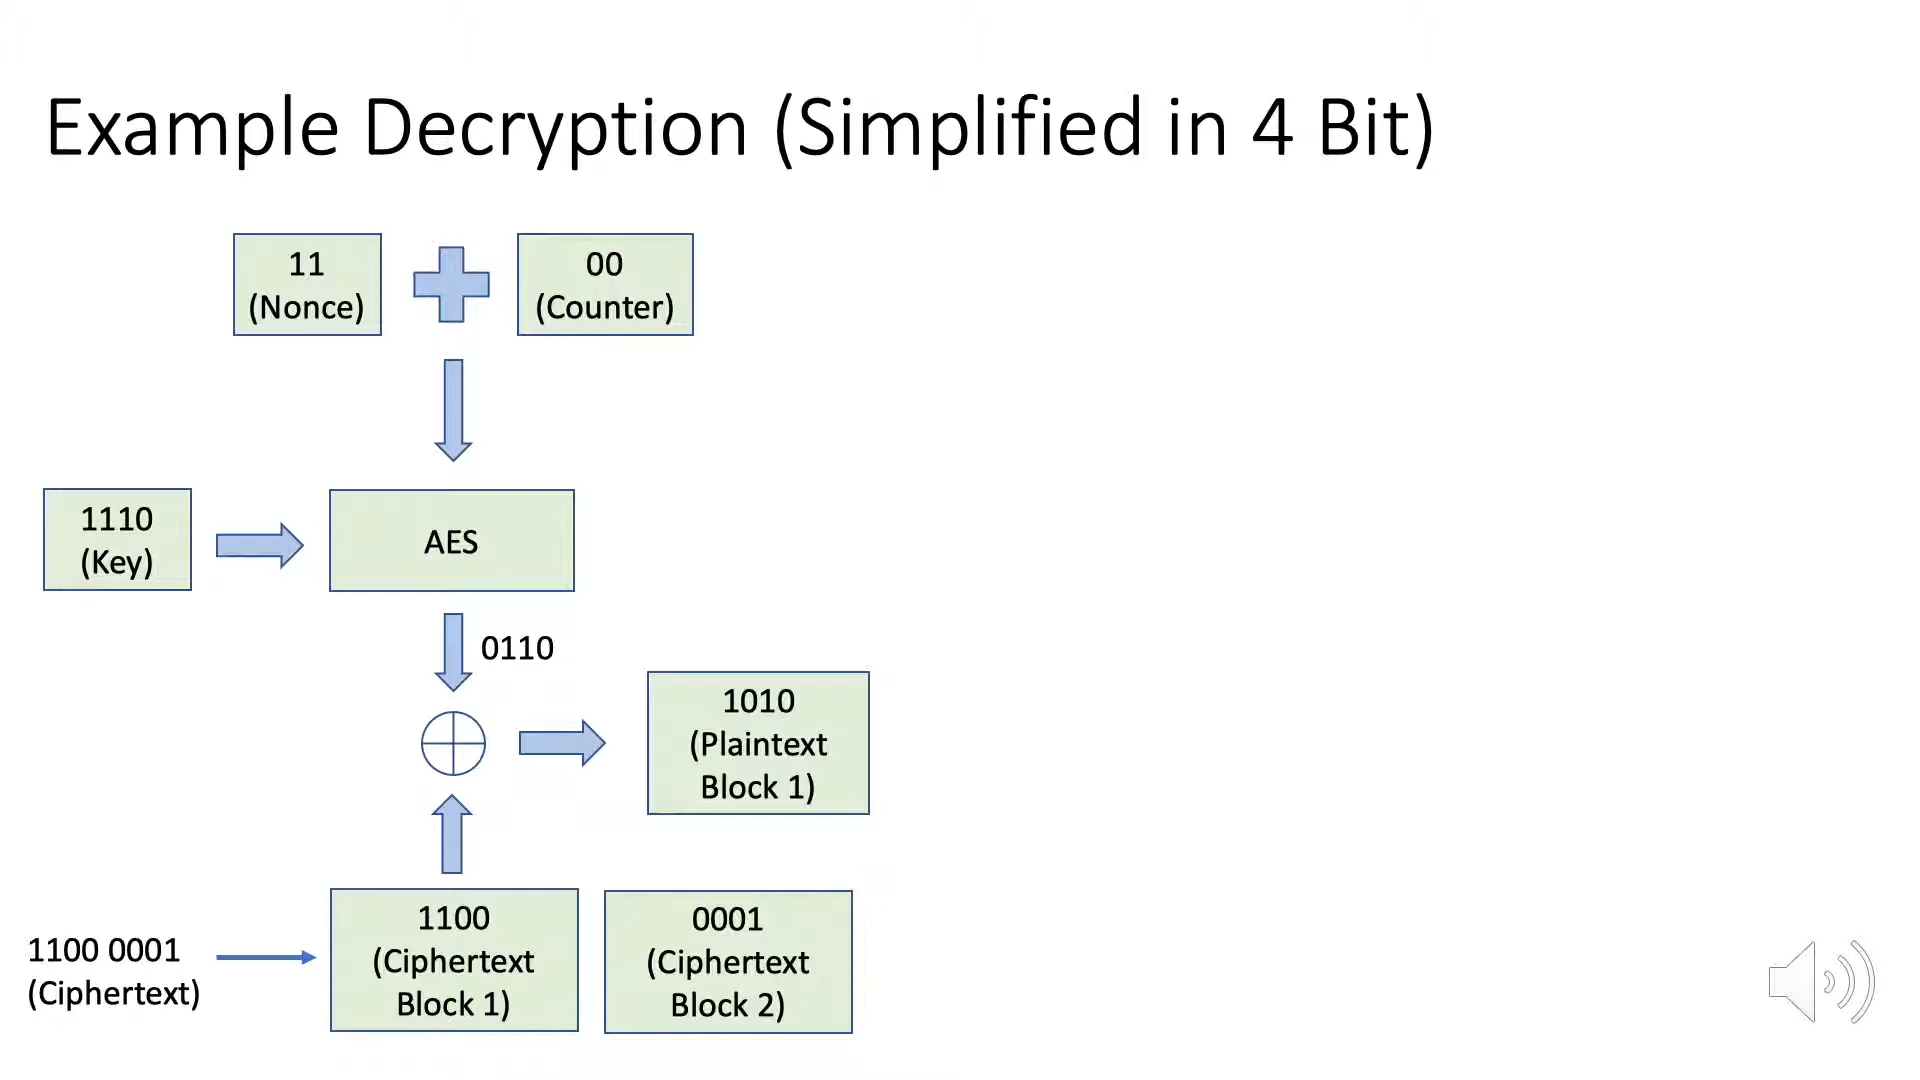 Example Decryption (Simplified in 4 Bit)
11
(Nonce)
00
(Counter)
1110
(Key)
AES
0110
1010
(Plaintext
Block 1)
1100 0001
(Ciphertext)
1100
(Ciphertext
Block 1)
0001
(Ciphertext
Block 2)